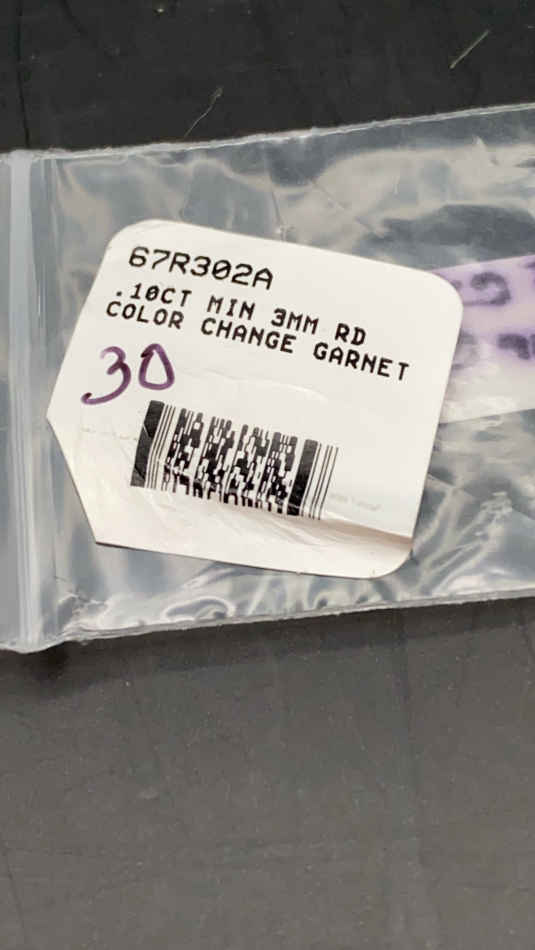 67R302A
.10CT MIN 3MM RD
COLOR CHANGE GARNET
30